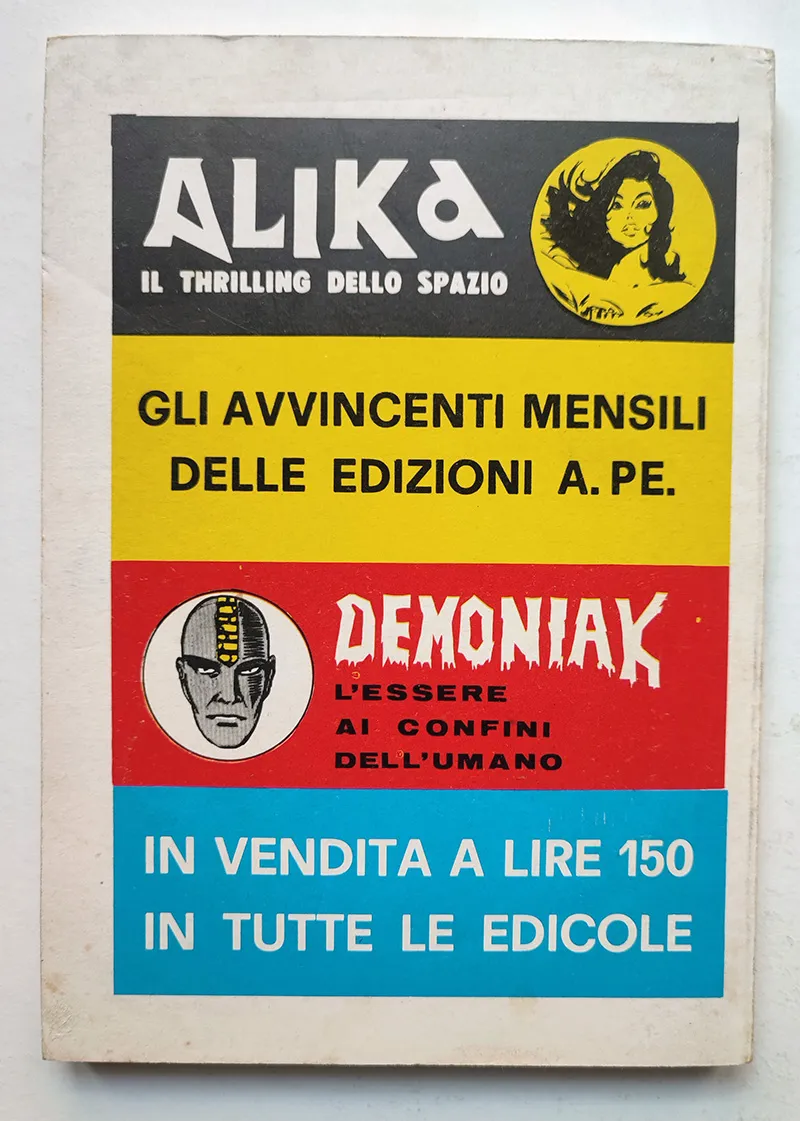 ALIKa
IL THRILLING DELLO SPAZIO
GLI AVVINCENTI MENSILI
DELLE EDIZIONI A.PE.
DEMONIAK
L'ESSERE
AI CONFINI
DELL'UMANO
IN VENDITA A LIRE 150
IN TUTTE LE EDICOLE